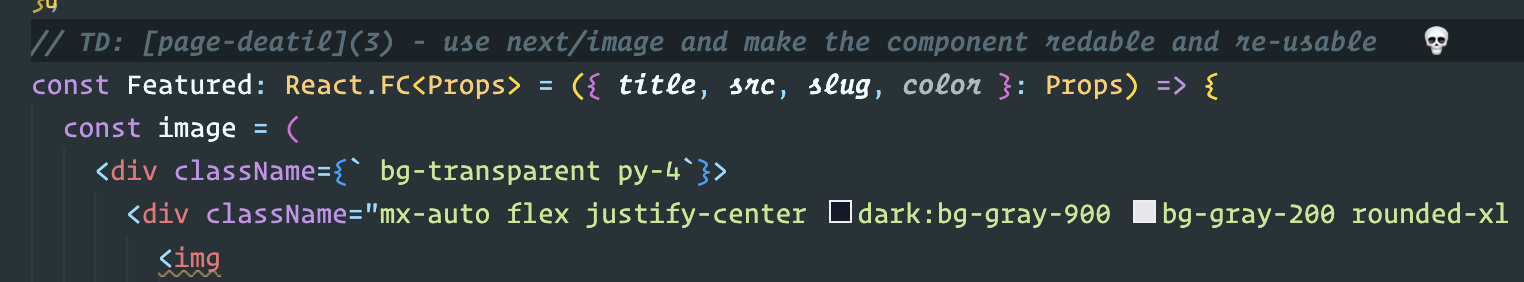 // TD: [page-deatil](3) - use next/image and make the component redable and re-usable 💀
const Featured: React.FC<Props> = ({ title, src, slug, color }: Props) => {
const image = (
<div className={` bg-transparent py-4`}>
<div className="mx-auto flex justify-center dark:bg-gray-900 bg-gray-200 rounded-xl
<img